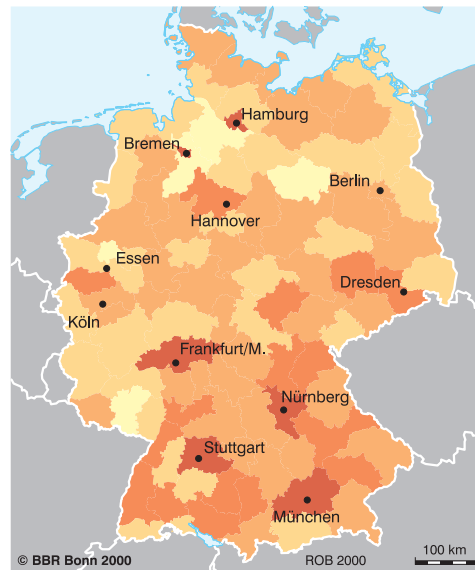 Hamburg
Bremen
Berlin
Hannover
Essen
Dresden
Köln
Frankfurt/M.
Nürnberg
Stuttgart
München
100 km
© BBR Bonn 2000
ROB 2000